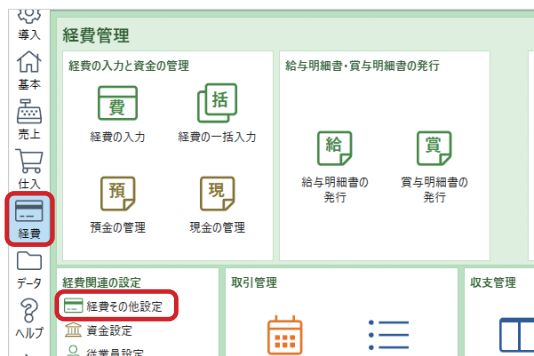 導入
基本
売上
仕入
経費
データ
ヘルプ
経費管理
経費の入力と資金の管理
費
経費の入力
括
経費の一括入力
預
預金の管理
現
現金の管理
給与明細書・賞与明細書の発行
給
給与明細書の
発行
賞
賞与明細書の
発行
経費関連の設定
経費その他設定
資金設定
従業員設定
取引管理
収支管理